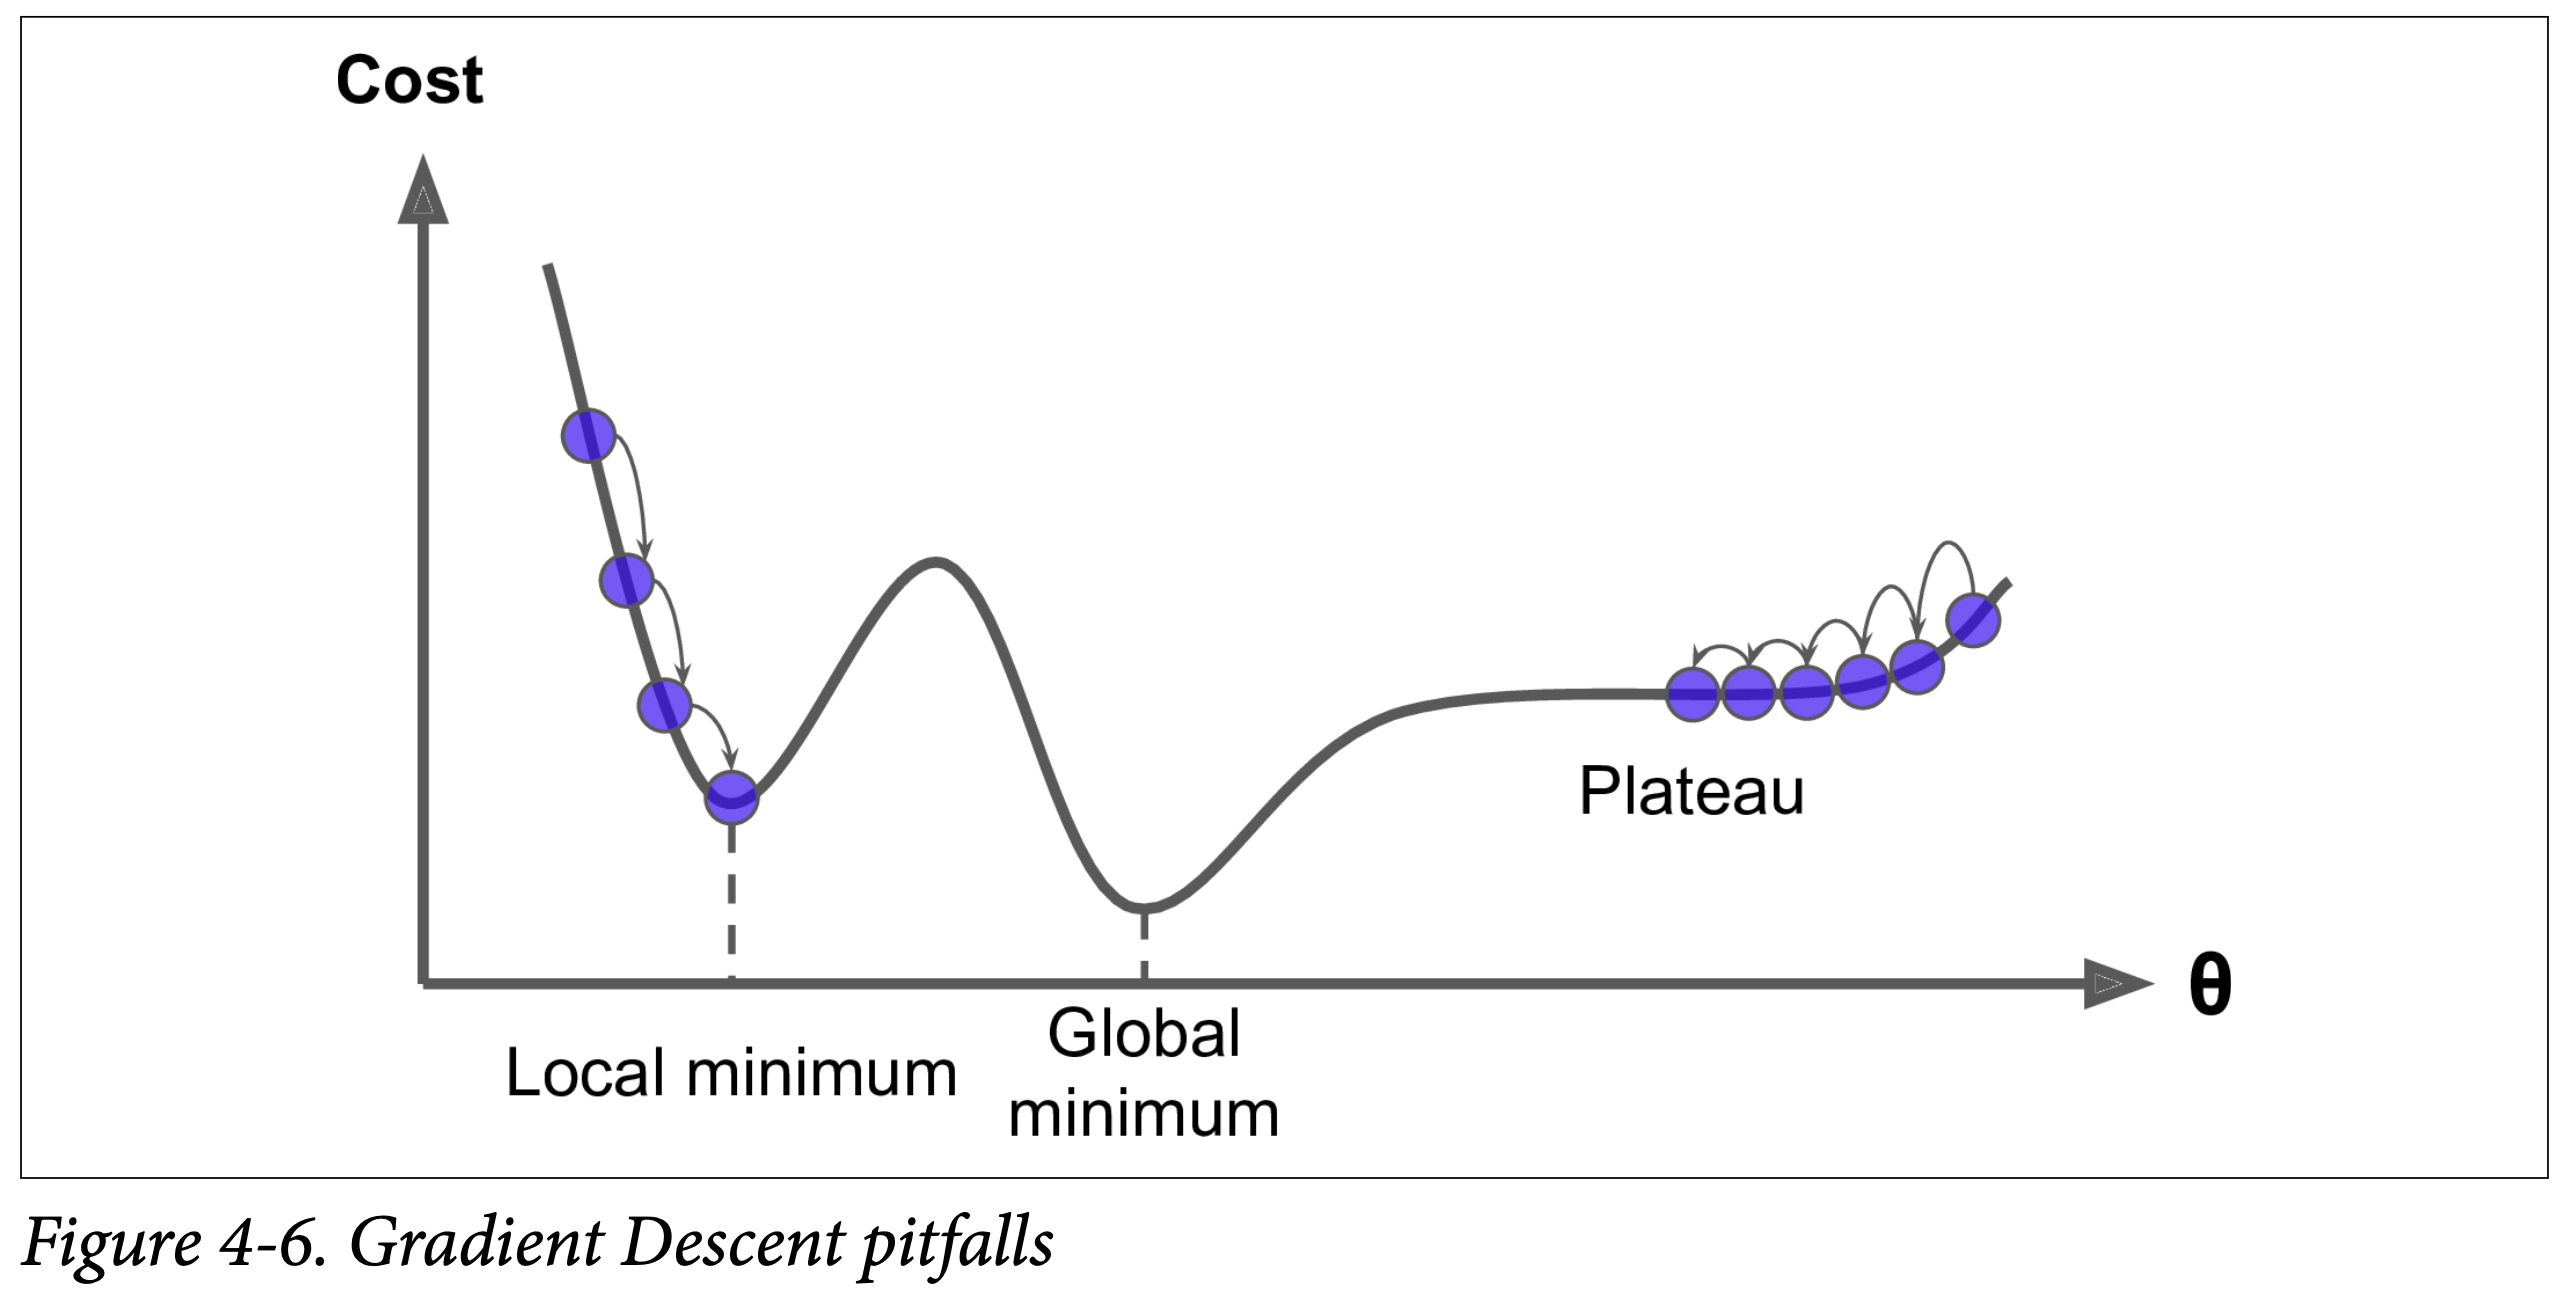 Cost
Plateau
θ
Local minimum
Global
minimum
Figure 4-6. Gradient Descent pitfalls